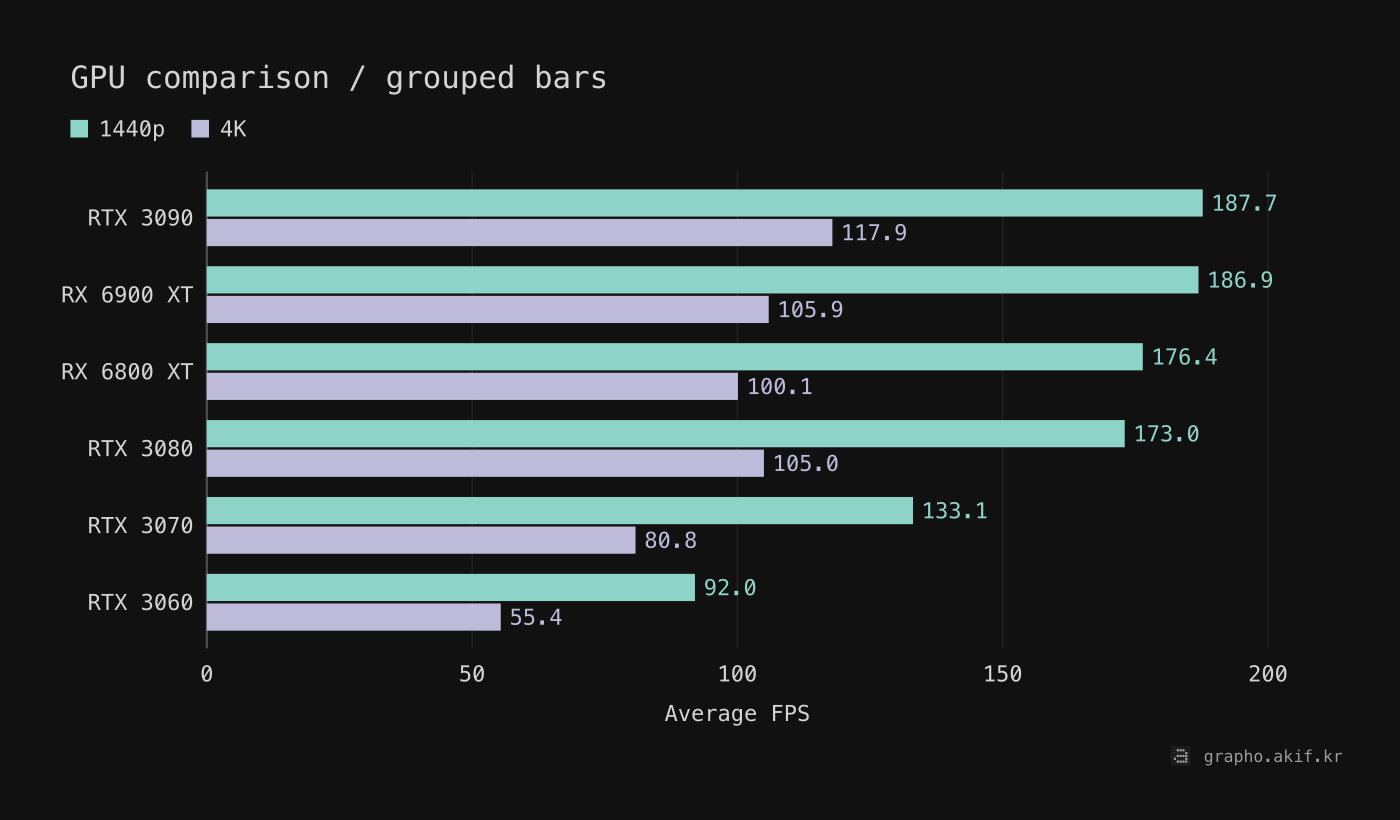 GPU comparison / grouped bars
1440p 4K
RTX 3090 187.7
117.9
RX 6900 XT 186.9
105.9
RX 6800 XT 176.4
100.1
RTX 3080 173.0
105.0
RTX 3070 133.1
80.8
RTX 3060 92.0
55.4
0 50 100 150 200
Average FPS
grapho.akif.kr